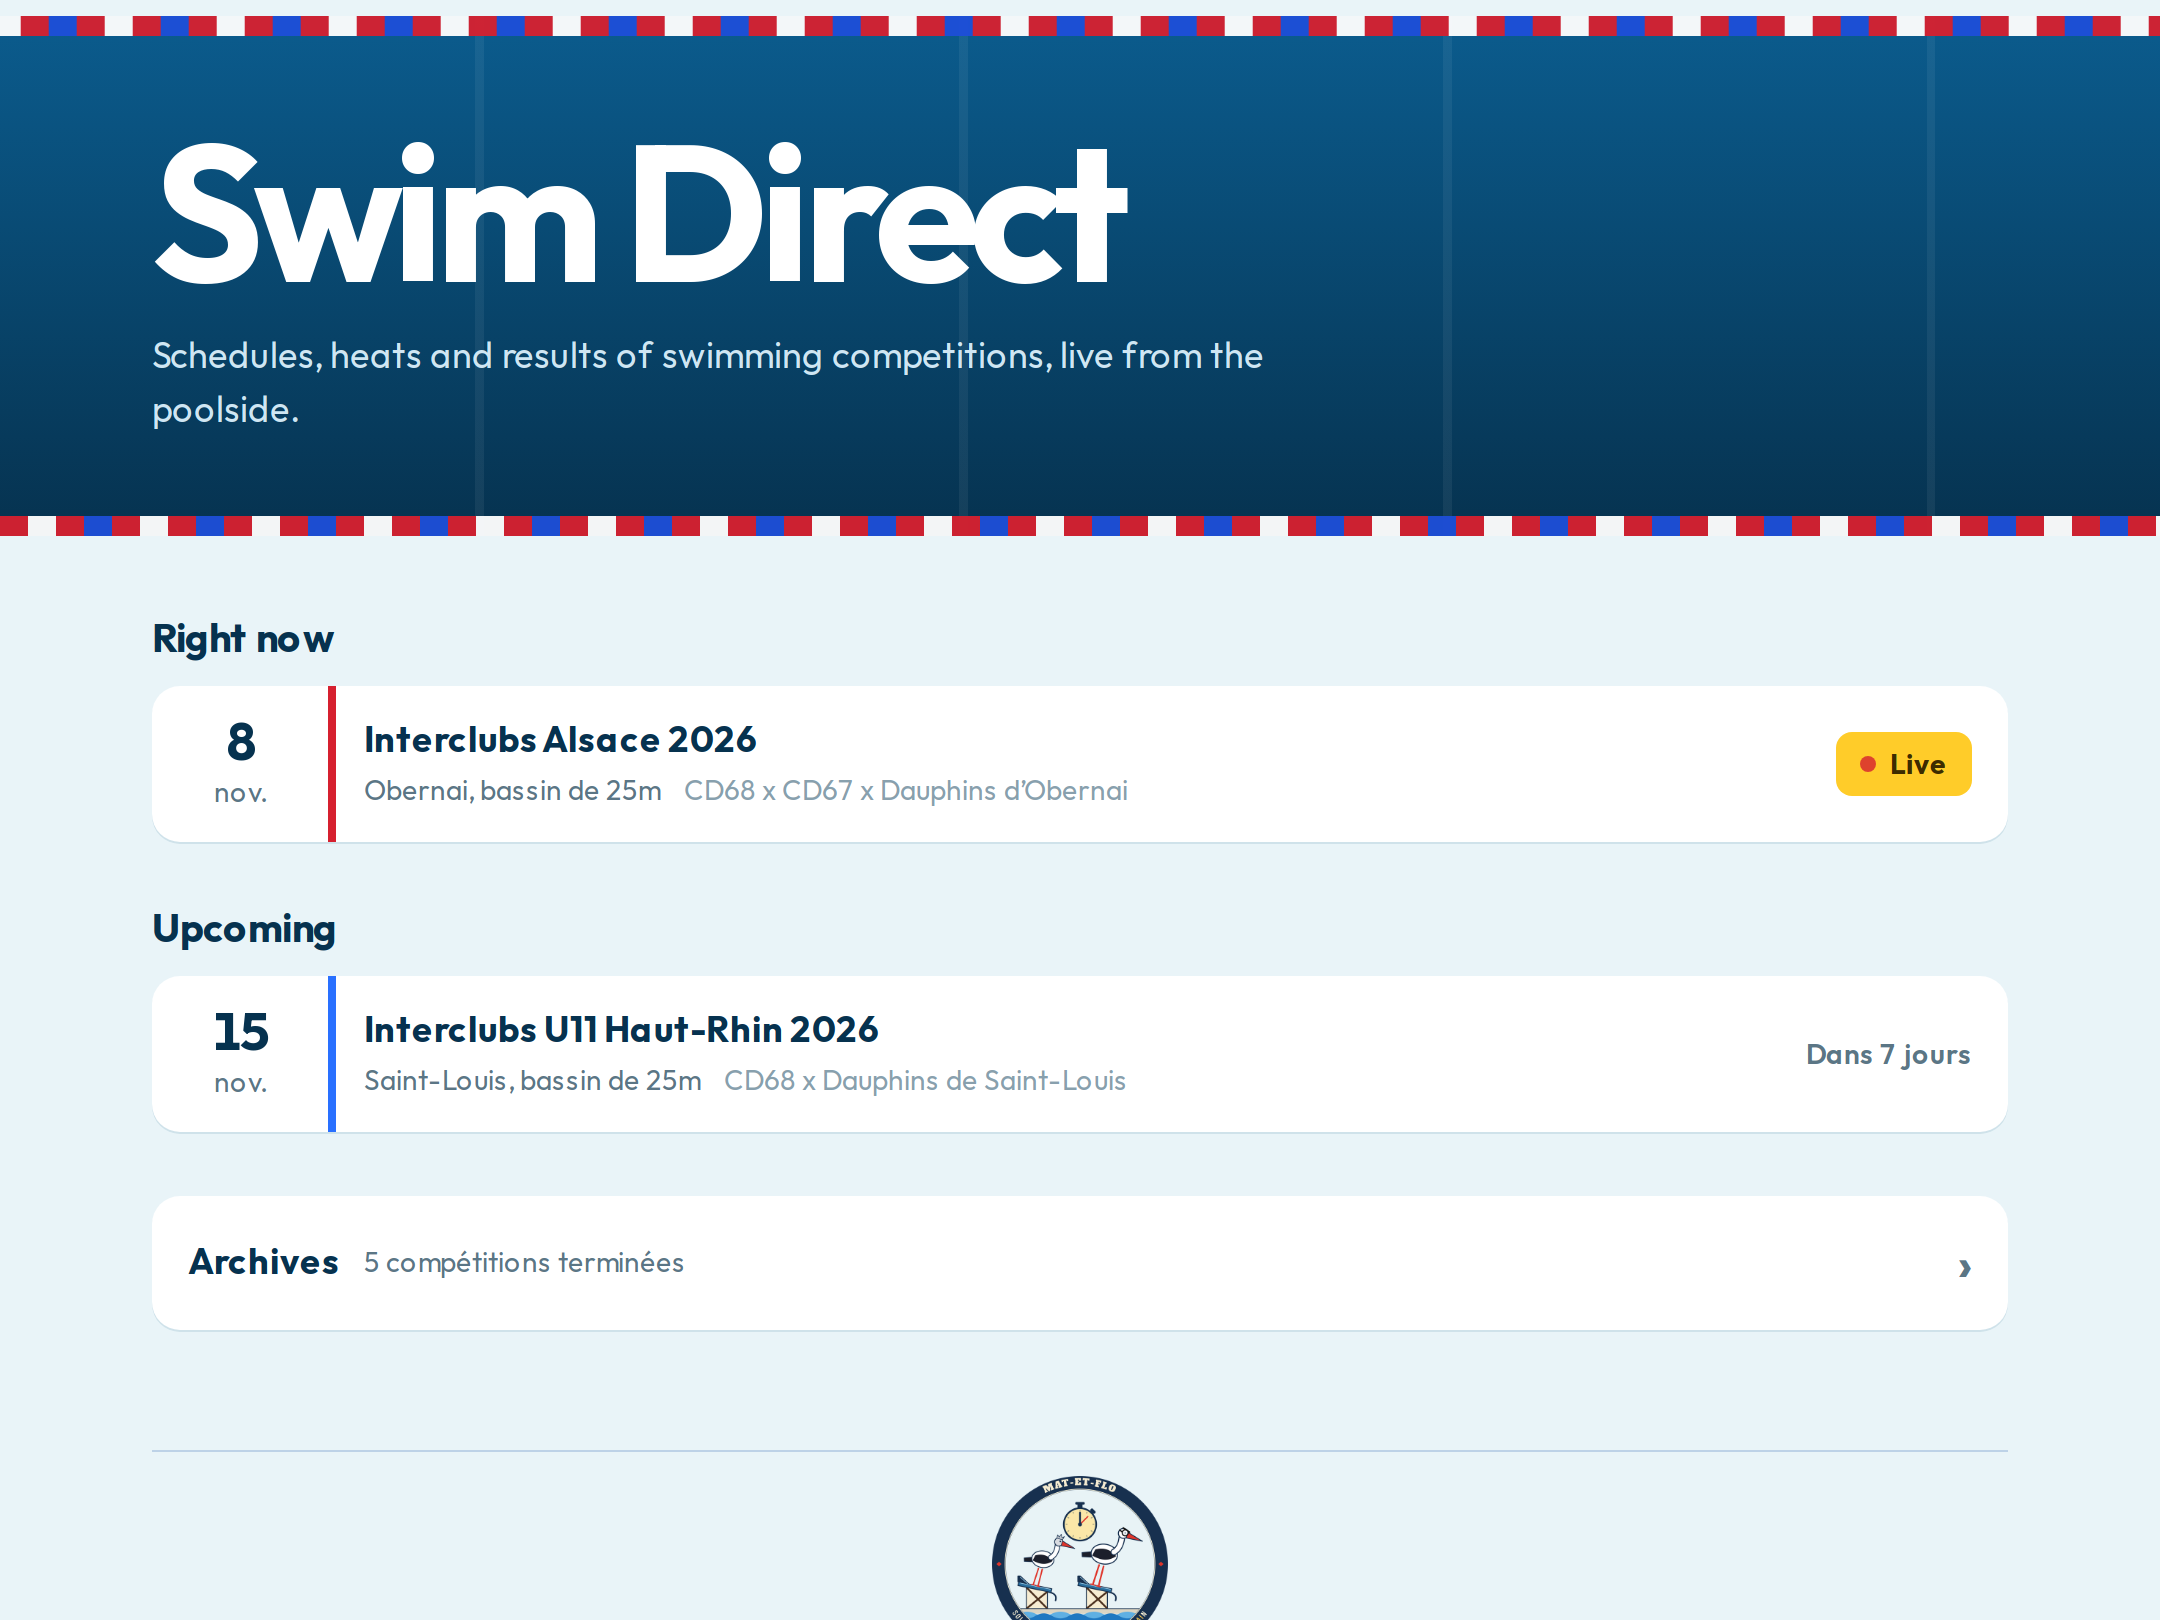 Swim Direct
Schedules, heats and results of swimming competitions, live from the
poolside.
Right now
8
nov.
Interclubs Alsace 2026
Obernai, bassin de 25m CD68 x CD67 x Dauphins d'Obernai
Live
Upcoming
15
nov.
Interclubs U11 Haut-Rhin 2026
Saint-Louis, bassin de 25m CD68 x Dauphins de Saint-Louis
Dans 7 jours
Archives 5 compétitions terminées ›
MAT-ET-FLO